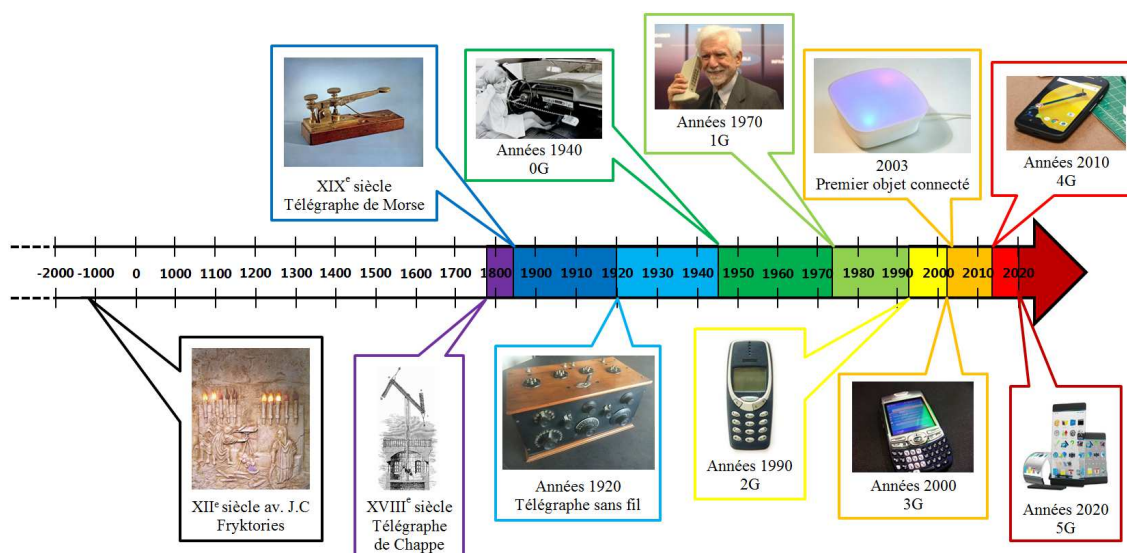 XIXᵉ siècle
Télégraphe de Morse
Années 1940
0G
Années 1970
1G
2003
Premier objet connecté
Années 2010
4G
-2000 -1000 0 1000 1100 1200 1300 1400 1500 1600 1700 1800 1900 1910 1920 1930 1940 1950 1960 1970 1980 1990 2000 2010 2020
XIIᵉ siècle av. J.C
Fryktories
XVIIIᵉ siècle
Télégraphe
de Chappe
Années 1920
Télégraphe sans fil
Années 1990
2G
Années 2000
3G
Années 2020
5G